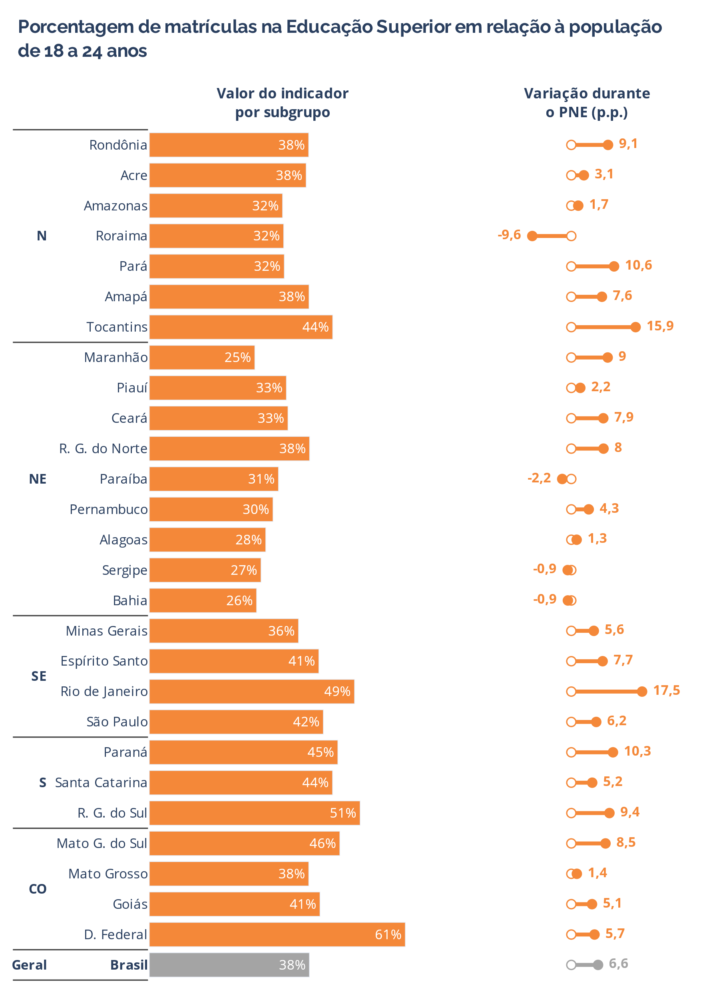 Porcentagem de matrículas na Educação Superior em relação à população
de 18 a 24 anos
Valor do indicador
por subgrupo
Variação durante
o PNE (p.p.)
Rondônia 38% 9,1
Acre 38% 3,1
Amazonas 32% 1,7
N Roraima 32% -9,6
Pará 32% 10,6
Amapá 38% 7,6
Tocantins 44% 15,9
Maranhão 25% 9
Piauí 33% 2,2
Ceará 33% 7,9
R. G. do Norte 38% 8
NE Paraíba 31% -2,2
Pernambuco 30% 4,3
Alagoas 28% 1,3
Sergipe 27% -0,9
Bahia 26% -0,9
Minas Gerais 36% 5,6
Espírito Santo 41% 7,7
SE
Rio de Janeiro 49% 17,5
São Paulo 42% 6,2
Paraná 45% 10,3
S Santa Catarina 44% 5,2
R. G. do Sul 51% 9,4
Mato G. do Sul 46% 8,5
Mato Grosso 38% 1,4
CO
Goiás 41% 5,1
D. Federal 61% 5,7
Geral Brasil 38% 6,6